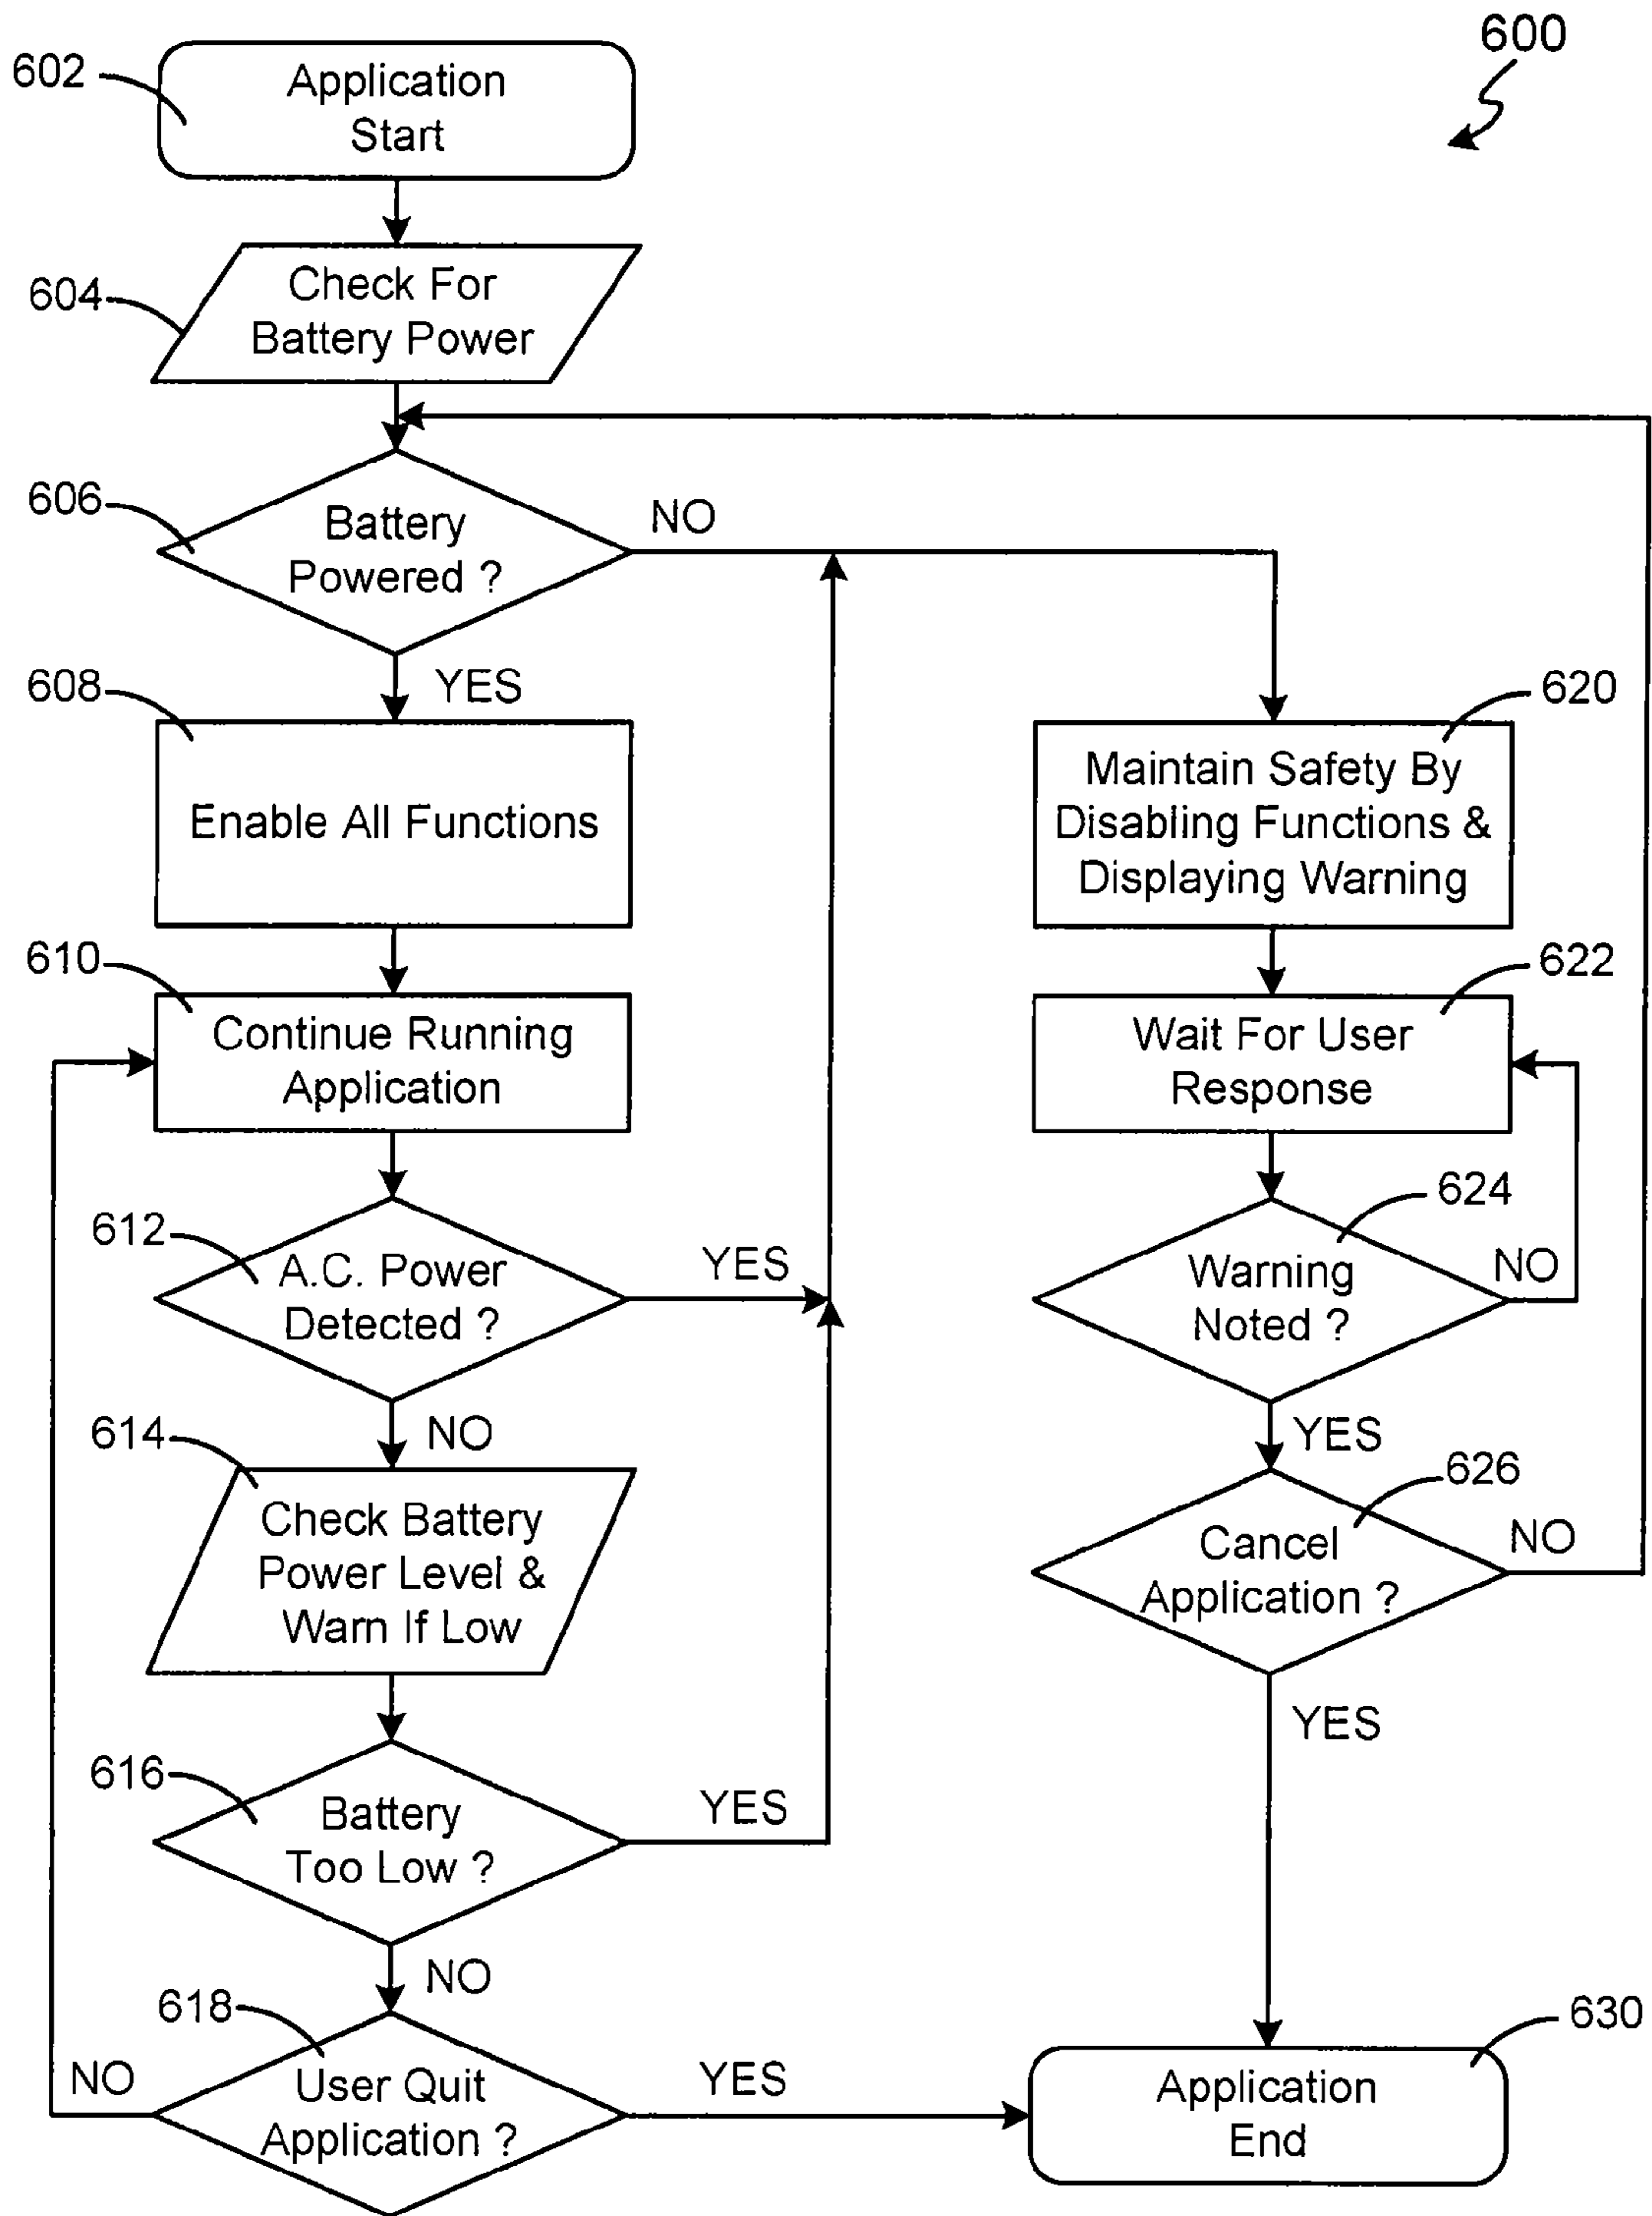 600
602
Application
Start
604
Check For
Battery Power
606
Battery
Powered ?
NO
YES
608
Enable All Functions
610
Continue Running
Application
612
A.C. Power
Detected ?
YES
NO
614
Check Battery
Power Level &
Warn If Low
616
Battery
Too Low ?
YES
NO
618
User Quit
Application ?
NO
YES
620
Maintain Safety By
Disabling Functions &
Displaying Warning
622
Wait For User
Response
624
Warning
Noted ?
NO
YES
626
Cancel
Application ?
NO
YES
630
Application
End